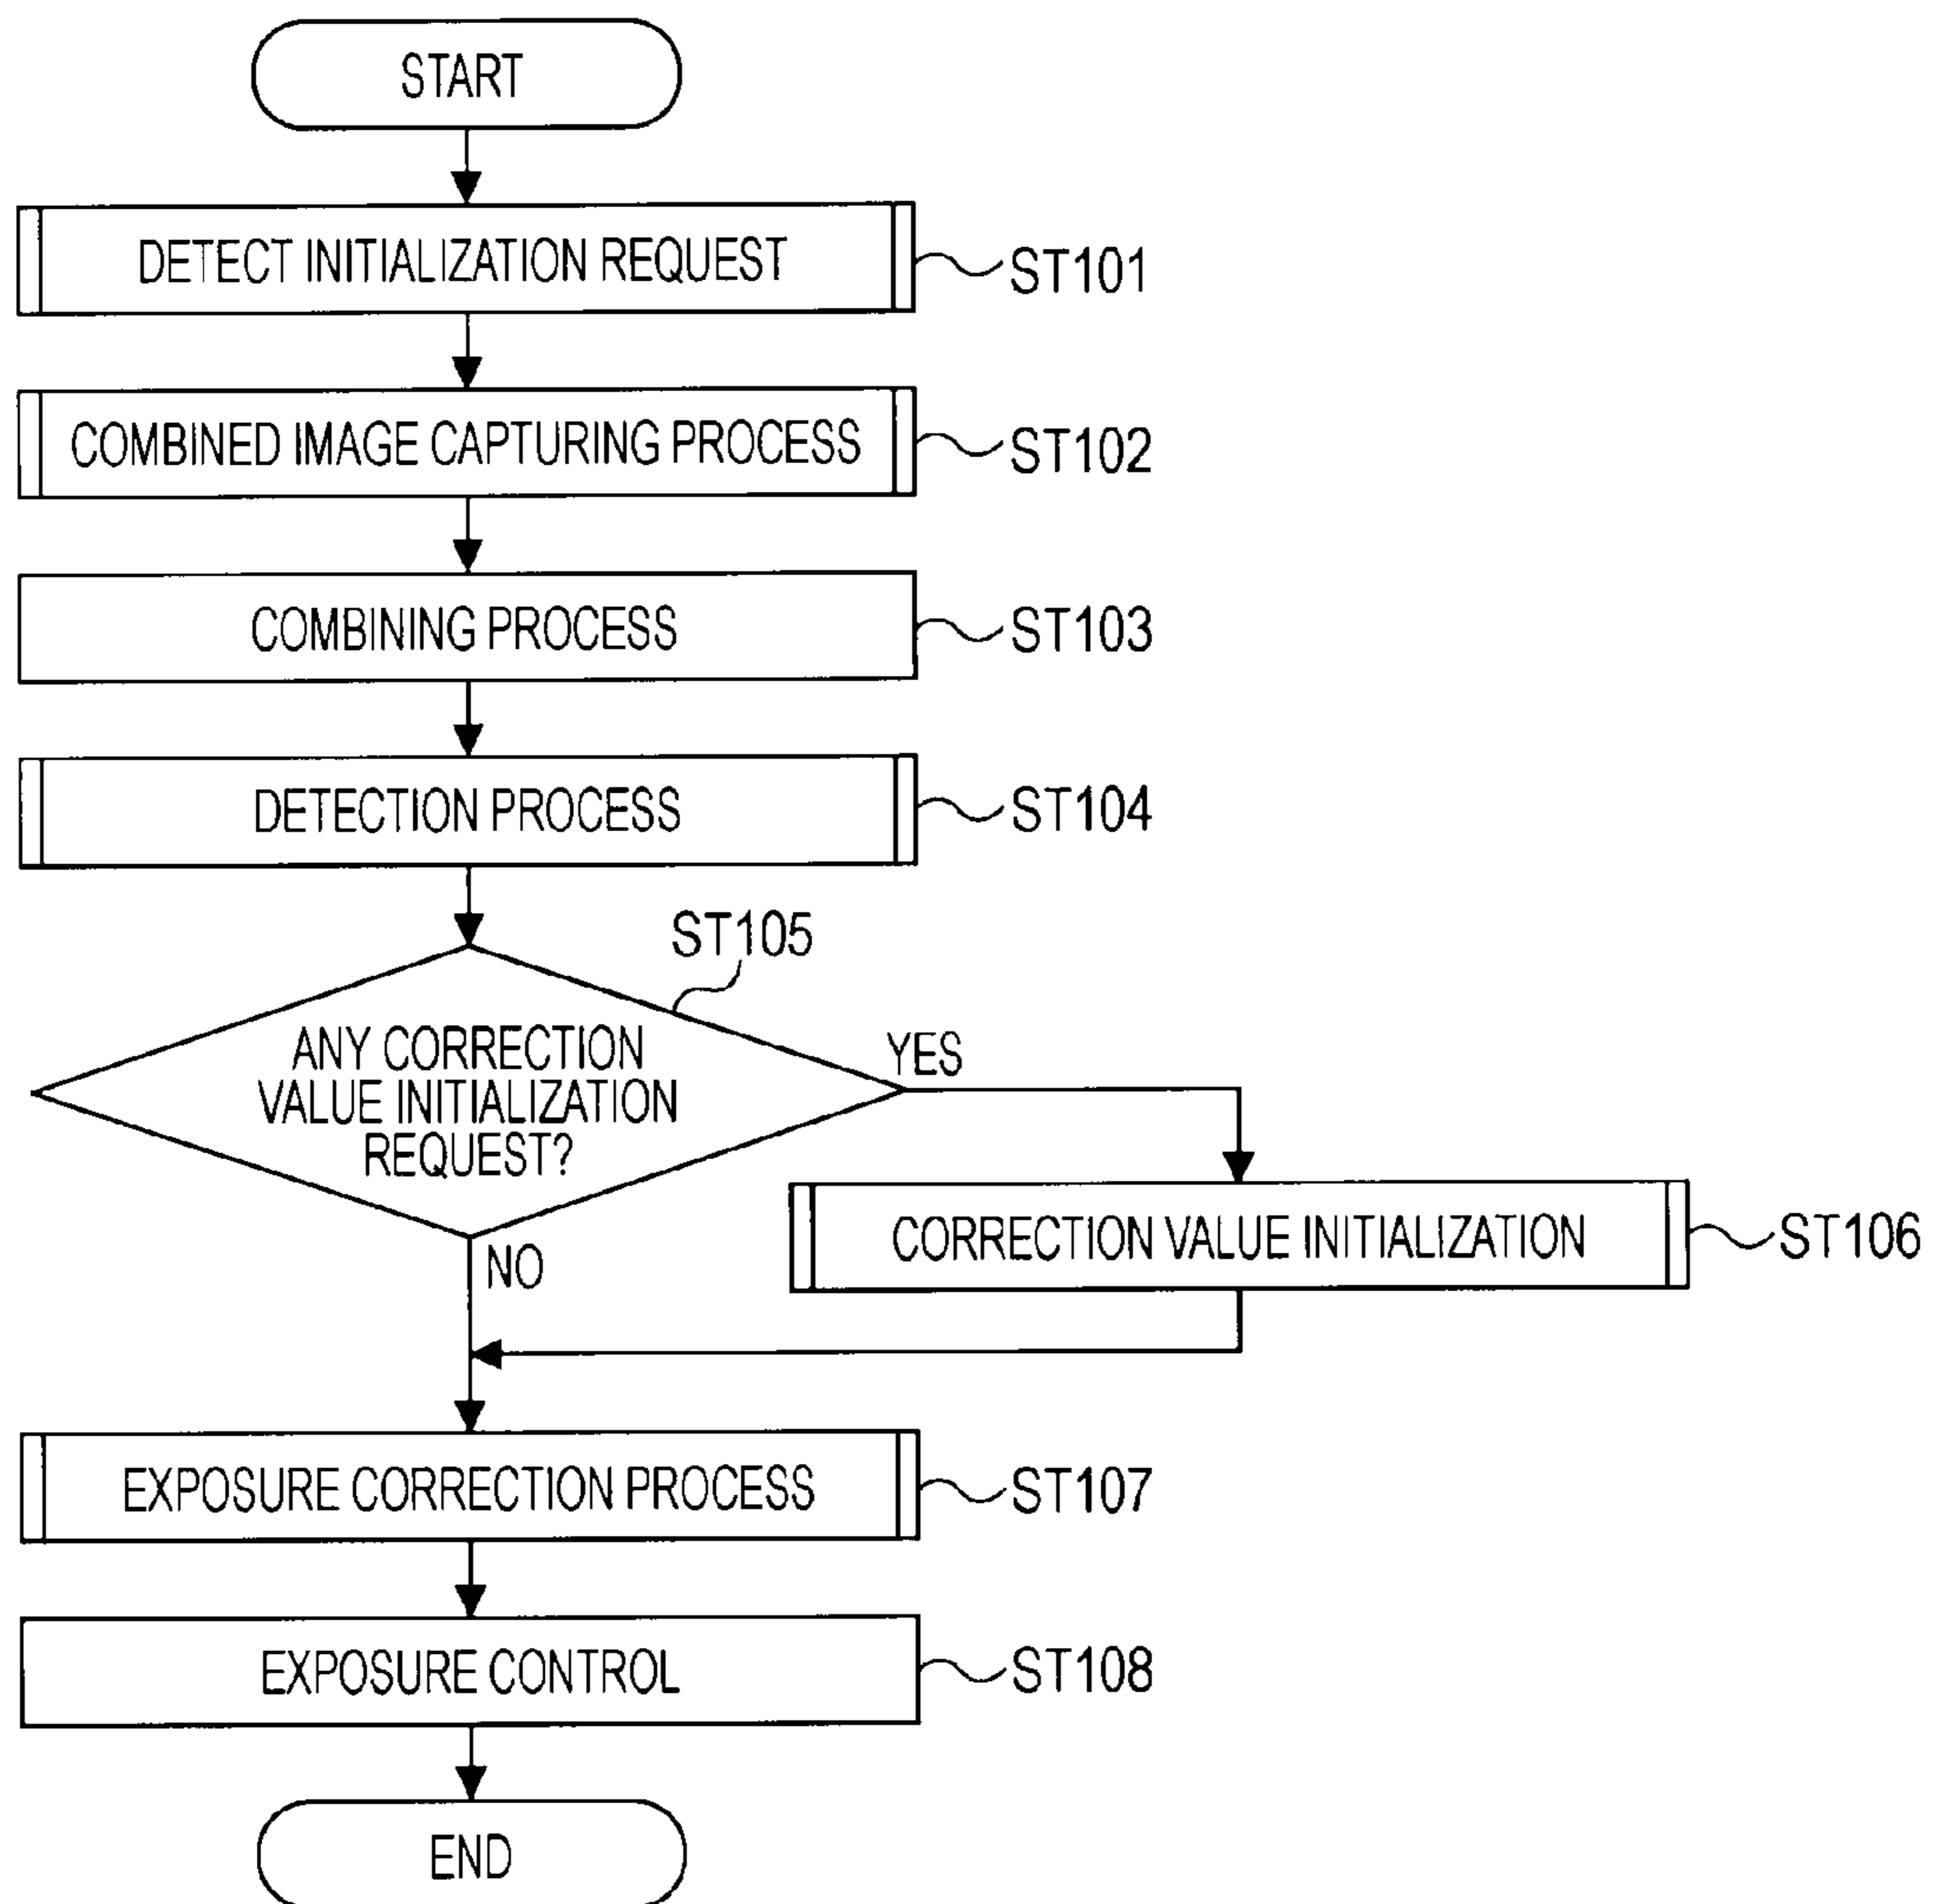 START
DETECT INITIALIZATION REQUEST
ST101
COMBINED IMAGE CAPTURING PROCESS
ST102
COMBINING PROCESS
ST103
DETECTION PROCESS
ST104
ST105
ANY CORRECTION
VALUE INITIALIZATION
REQUEST?
YES
NO
CORRECTION VALUE INITIALIZATION
ST106
EXPOSURE CORRECTION PROCESS
ST107
EXPOSURE CONTROL
ST108
END